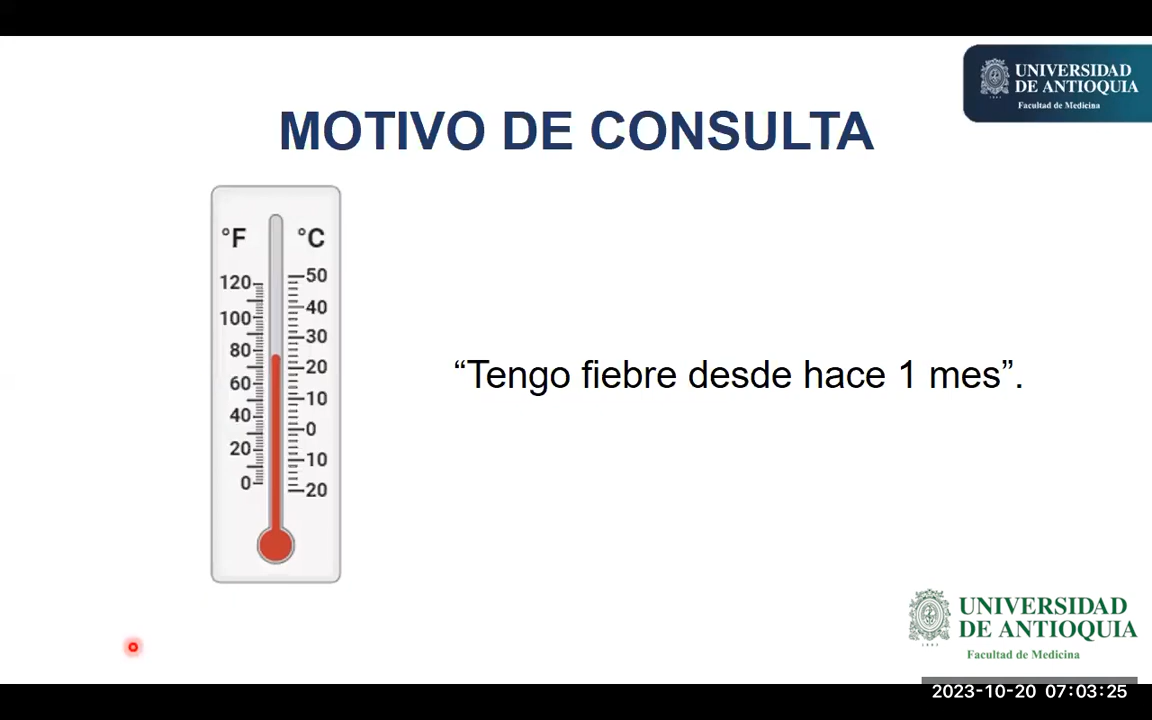 UNIVERSIDAD
DE ANTIOQUIA
Facultad de Medicina
MOTIVO DE CONSULTA
°F °C
120 50
100 40
80 30
60 20
40 10
20 0
0 10
20
“Tengo fiebre desde hace 1 mes”.
UNIVERSIDAD
DE ANTIOQUIA
Facultad de Medicina
2023-10-20 07:03:25